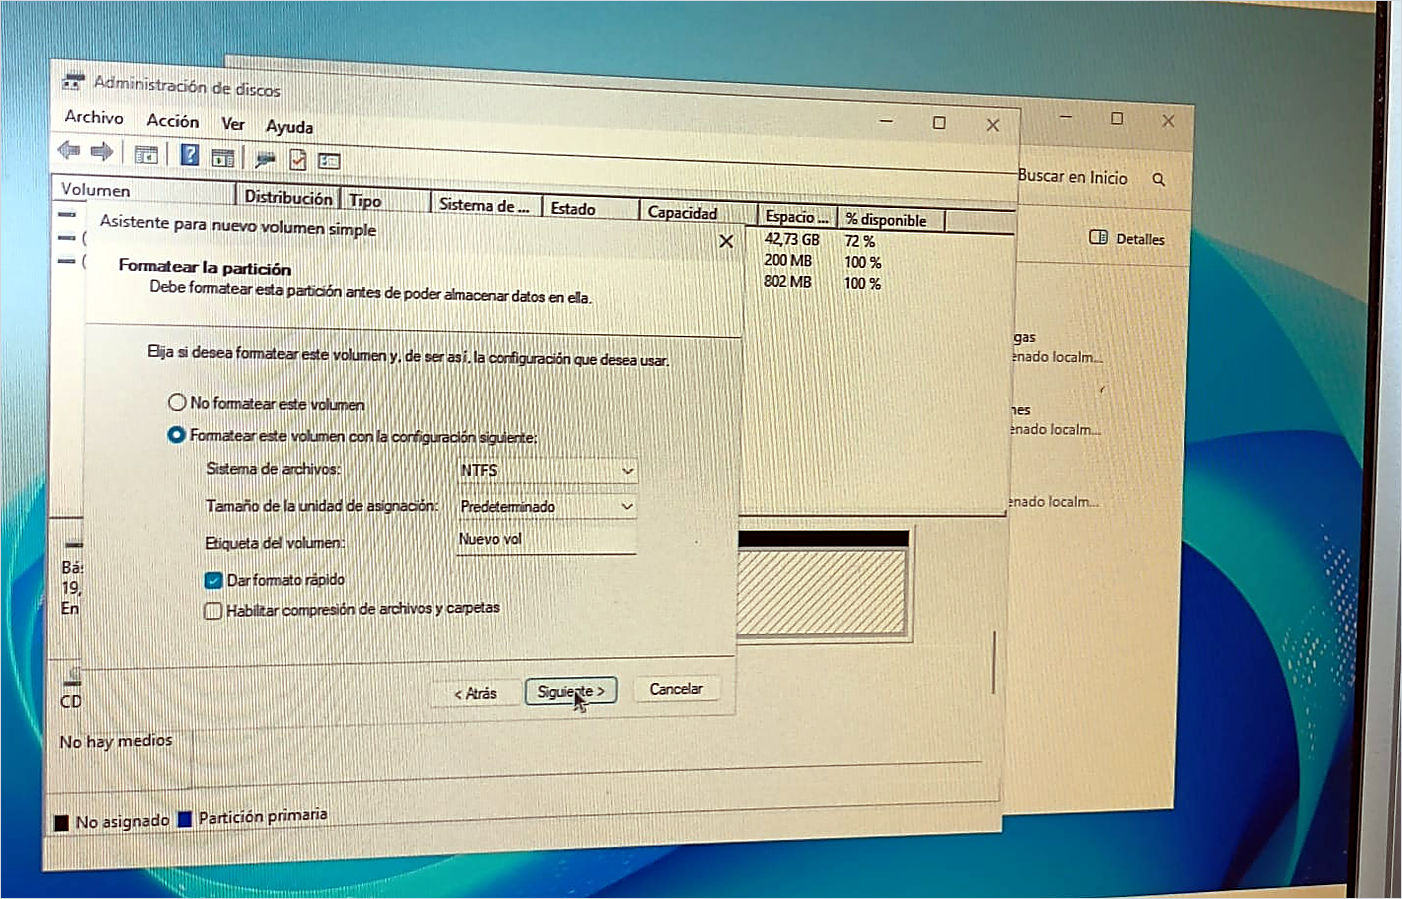 Administración de discos
Archivo Acción Ver Ayuda
Buscar en Inicio
Volumen Distribución Tipo Sistema de ... Estado Capacidad Espacio ... % disponible
Detalles
42,73 GB 72 %
200 MB 100 %
802 MB 100 %
Asistente para nuevo volumen simple
Formatear la partición
Debe formatear esta partición antes de poder almacenar datos en ella.
Elija si desea formatear este volumen y, de ser así, la configuración que desea usar.
No formatear este volumen
Formatear este volumen con la configuración siguiente:
Sistema de archivos: NTFS
Tamaño de la unidad de asignación: Predeterminado
Etiqueta del volumen: Nuevo vol
Dar formato rápido
Habilitar compresión de archivos y carpetas
< Atrás Siguiente > Cancelar
gas
enado localm...
nes
enado localm...
enado localm...
Bás
19,
En
CD
No hay medios
No asignado Partición primaria